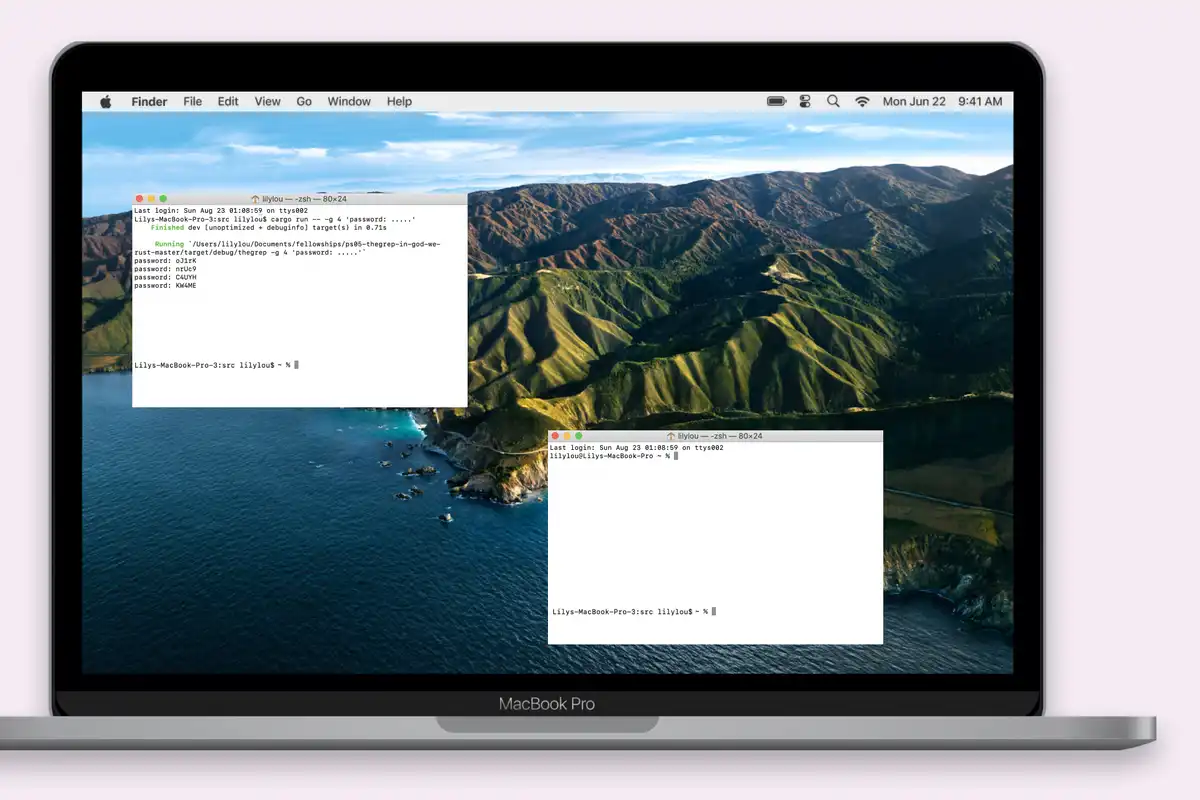 Finder File Edit View Go Window Help Mon Jun 22 9:41 AM
lilylou — -zsh — 80×24
Last login: Sun Aug 23 01:08:59 on ttys002
Lilys-MacBook-Pro-3:src lilylou$ cargo run -- -g 4 'password: .....'
Finished dev [unoptimized + debuginfo] target(s) in 0.71s
Running `/Users/lilylou/Documents/fellowships/ps05-thegrep-in-god-we-
rust-master/target/debug/thegrep -g 4 'password: .....'`
password: oJ1rK
password: nrUc9
password: C4UYH
password: KW4ME
Lilys-MacBook-Pro-3:src lilylou$ ~ %
lilylou — -zsh — 80×24
Last login: Sun Aug 23 01:08:59 on ttys002
lilylou@Lilys-MacBook-Pro ~ %
Lilys-MacBook-Pro-3:src lilylou$ ~ %
MacBook Pro